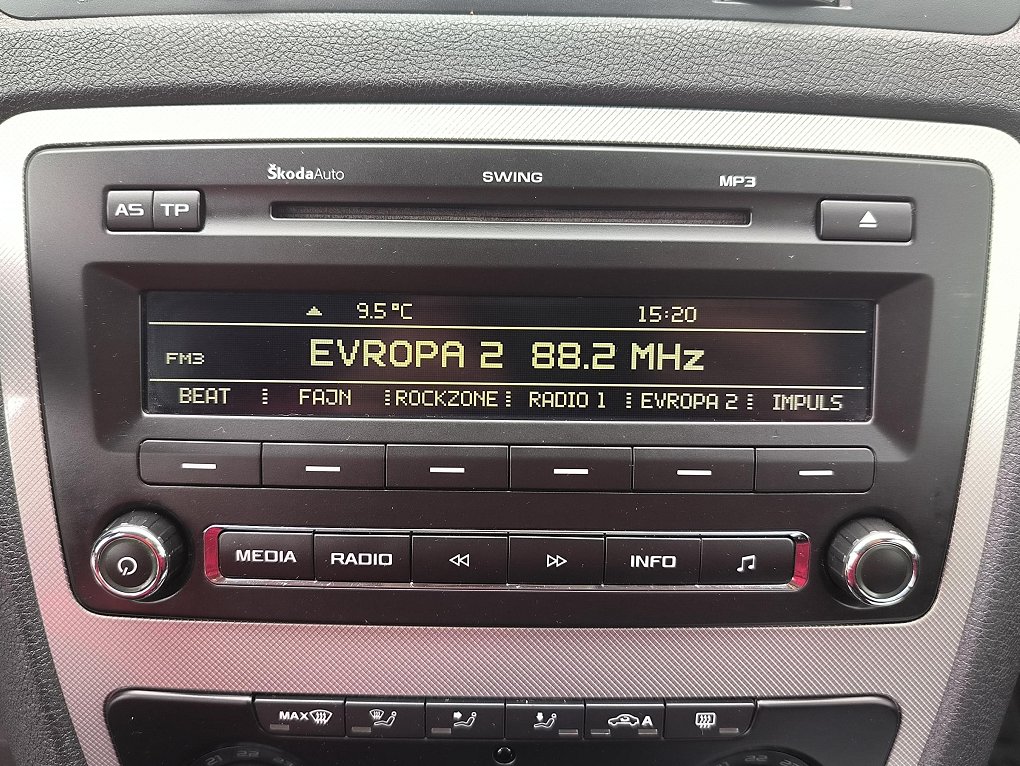 ŠkodaAuto SWING MP3
AS TP
9.5 °C 15:20
FM3 EVROPA 2 88.2 MHz
BEAT FAJN ROCKZONE RADIO 1 EVROPA 2 IMPULS
MEDIA RADIO INFO
MAX A